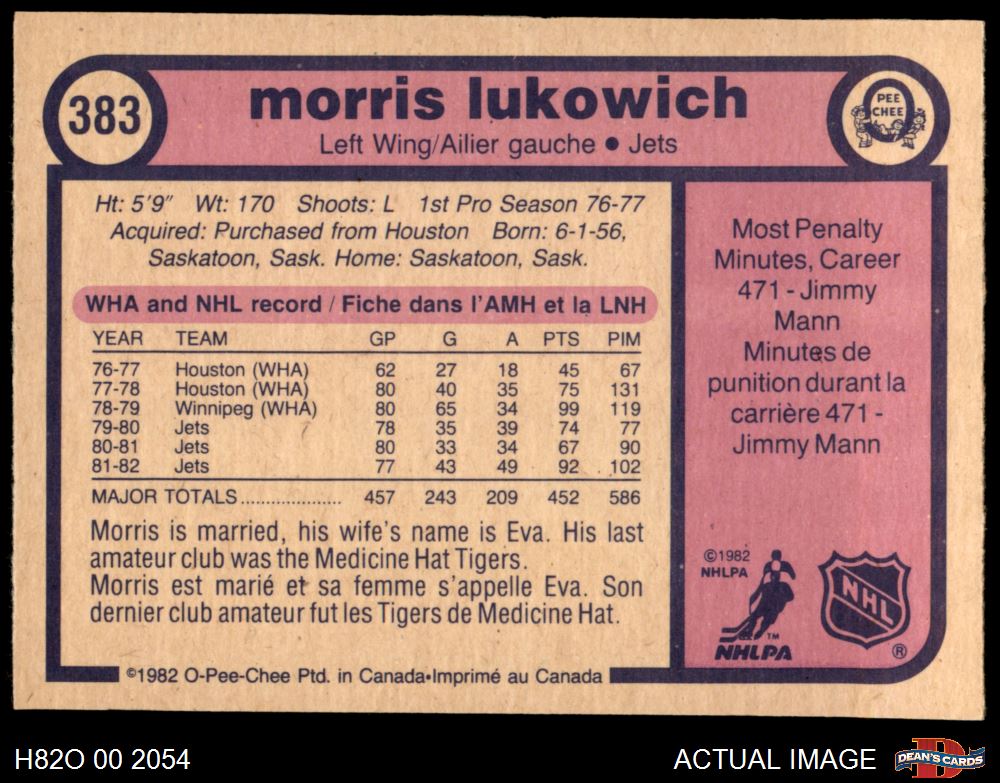 383
morris lukowich
Left Wing/Ailier gauche ● Jets
PEE
CHEE
Ht: 5'9" Wt: 170 Shoots: L 1st Pro Season 76-77
Acquired: Purchased from Houston Born: 6-1-56,
Saskatoon, Sask. Home: Saskatoon, Sask.
WHA and NHL record / Fiche dans l'AMH et la LNH
YEAR TEAM GP G A PTS PIM
76-77 Houston (WHA) 62 27 18 45 67
77-78 Houston (WHA) 80 40 35 75 131
78-79 Winnipeg (WHA) 80 65 34 99 119
79-80 Jets 78 35 39 74 77
80-81 Jets 80 33 34 67 90
81-82 Jets 77 43 49 92 102
MAJOR TOTALS................... 457 243 209 452 586
Morris is married, his wife's name is Eva. His last
amateur club was the Medicine Hat Tigers.
Morris est marié et sa femme s'appelle Eva. Son
dernier club amateur fut les Tigers de Medicine Hat.
Most Penalty
Minutes, Career
471 - Jimmy
Mann
Minutes de
punition durant la
carrière 471 -
Jimmy Mann
©1982
NHLPA
TM
NHLPA
NHL
®
©1982 O-Pee-Chee Ptd. in Canada•Imprimé au Canada
H82O 00 2054
ACTUAL IMAGE
D
DEAN'S CARDS